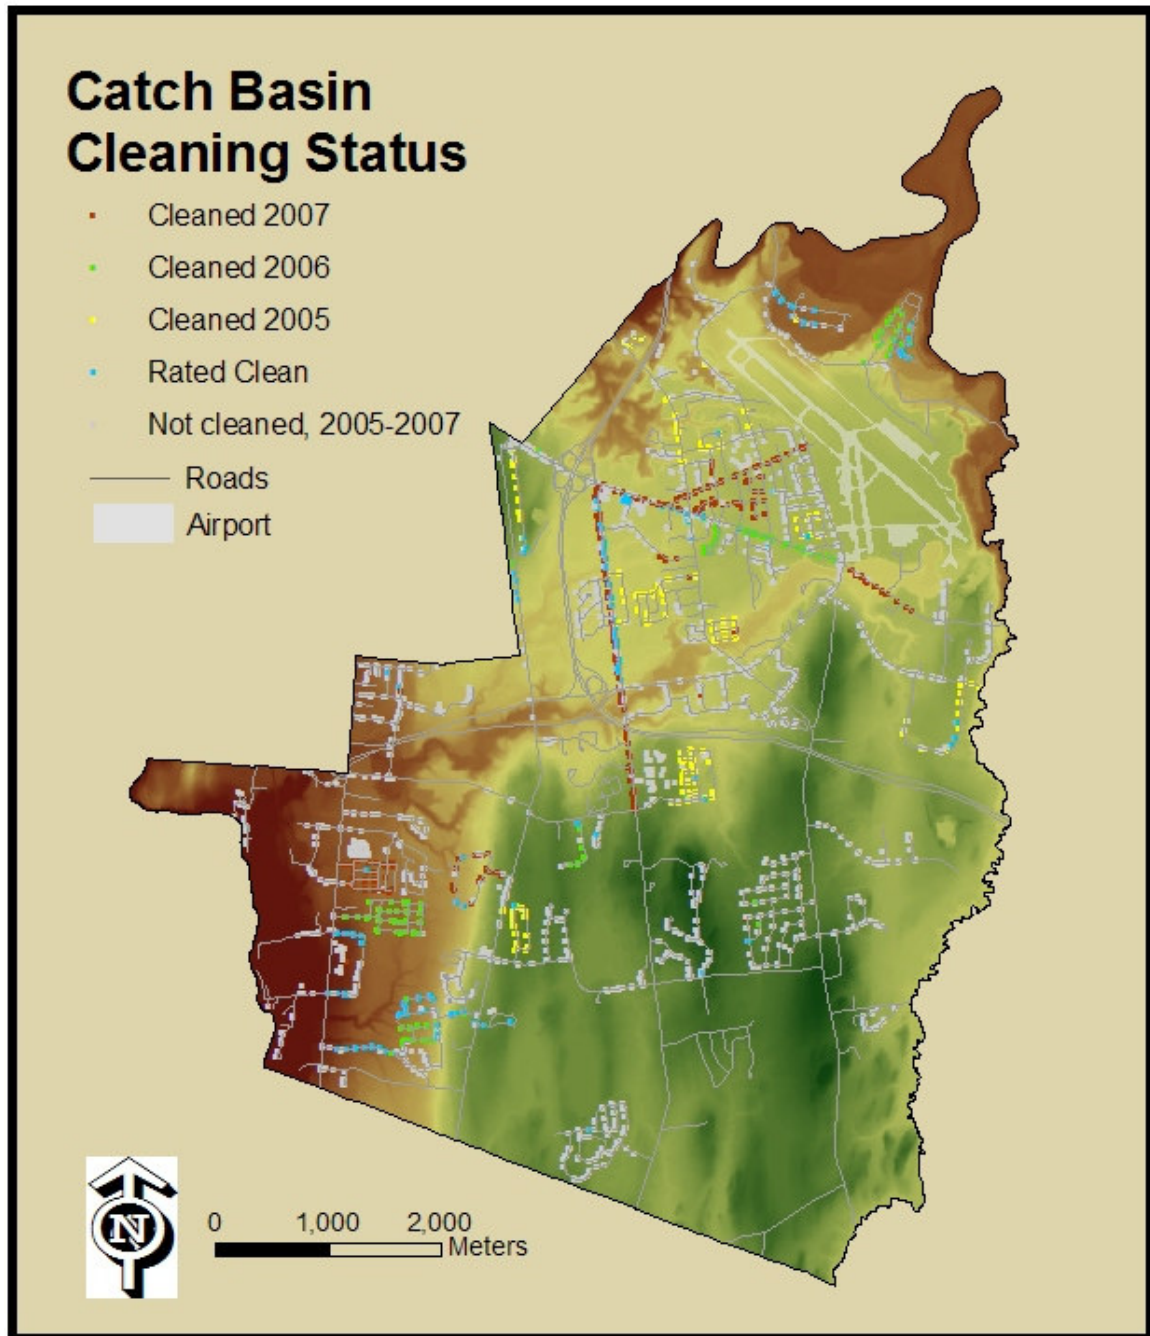 Catch Basin
Cleaning Status
Cleaned 2007
Cleaned 2006
Cleaned 2005
Rated Clean
Not cleaned, 2005-2007
Roads
Airport
N
0 1,000 2,000
Meters